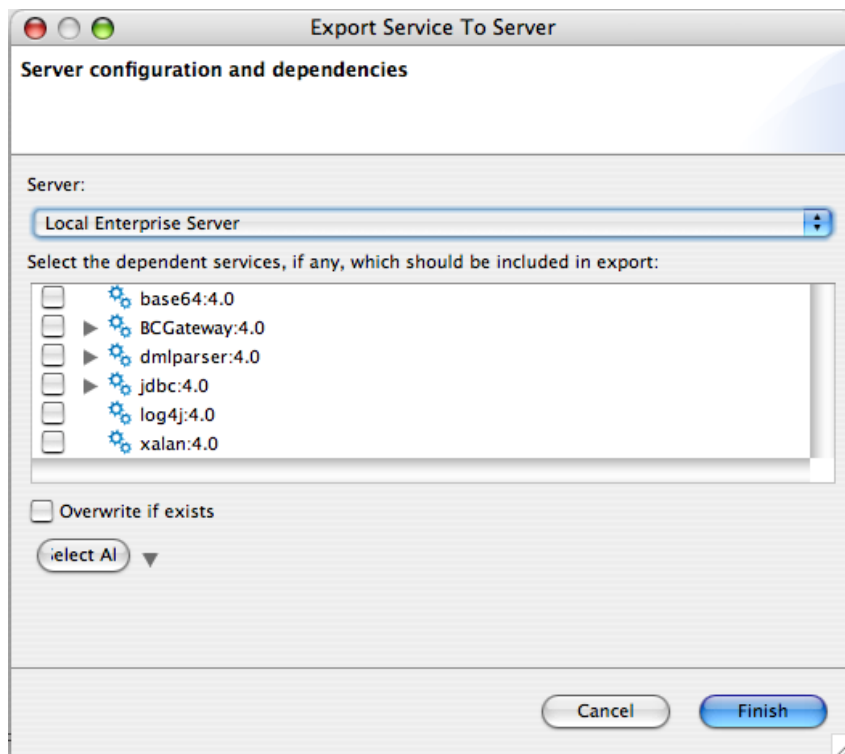 Export Service To Server
Server configuration and dependencies
Server:
Local Enterprise Server
Select the dependent services, if any, which should be included in export:
base64:4.0
BCGateway:4.0
dmlparser:4.0
jdbc:4.0
log4j:4.0
xalan:4.0
Overwrite if exists
Select Al
Cancel
Finish